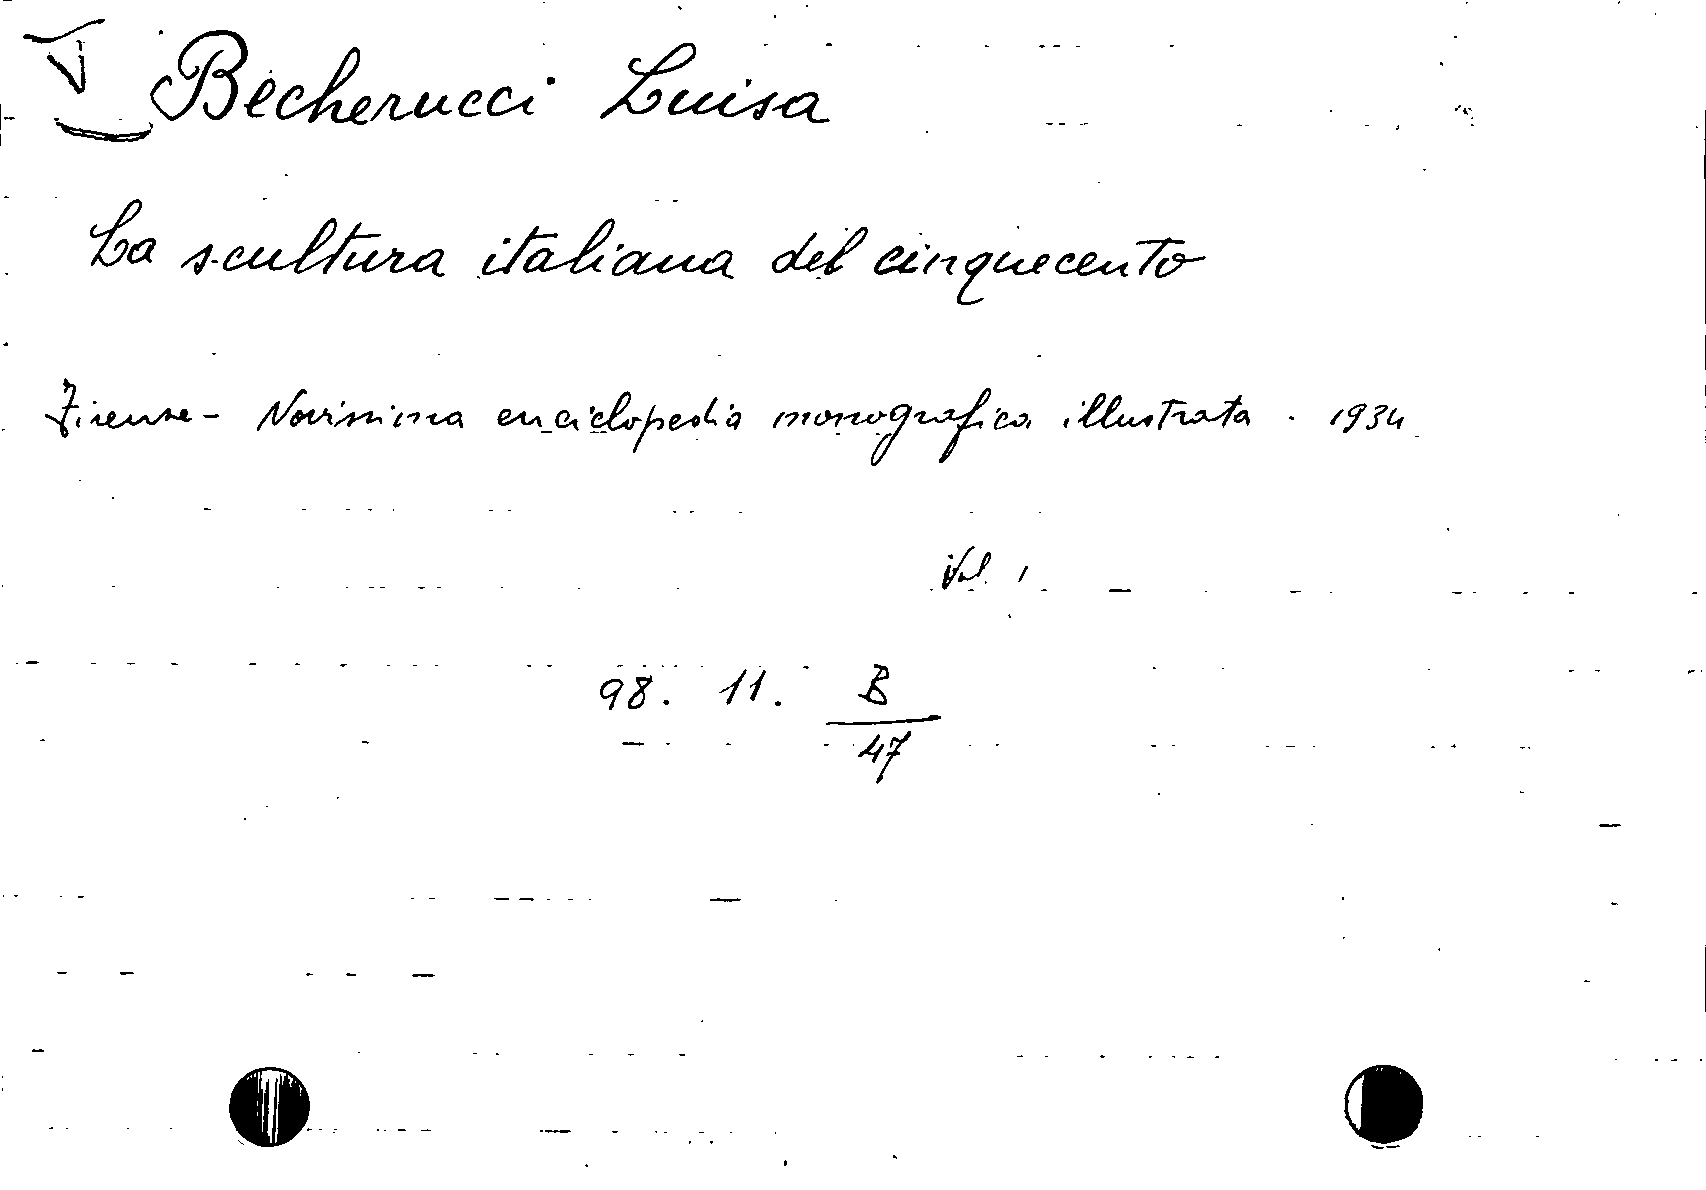 Becherucci Luisa
La scultura italiana del cinquecento
Firenze - Novissima enciclopedia monografica illustrata . 1934
Vol. 1
98. 11. B
47